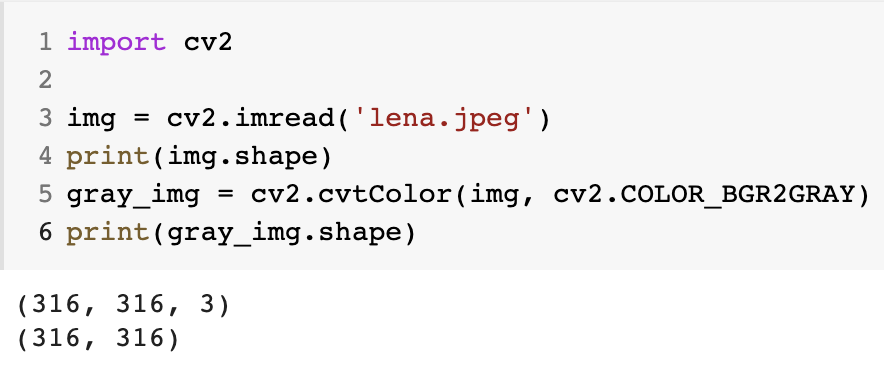 1 import cv2
2
3 img = cv2.imread('lena.jpeg')
4 print(img.shape)
5 gray_img = cv2.cvtColor(img, cv2.COLOR_BGR2GRAY)
6 print(gray_img.shape)
(316, 316, 3)
(316, 316)